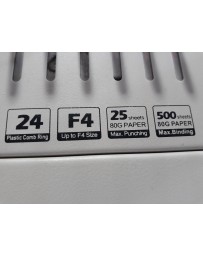 24
Plastic Comb Ring
F4
Up to F4 Size
25 sheets
80G PAPER
Max. Punching
500 sheets
80G PAPER
Max.Binding